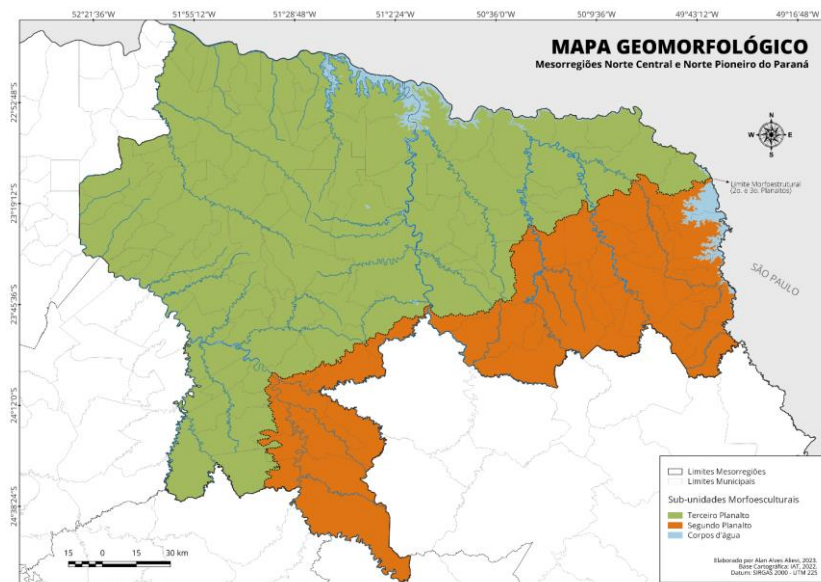 52°21'36"W 51°55'12"W 51°28'48"W 51°2'24"W 50°36'W 50°9'36"W 49°43'12"W 49°16'48"W
MAPA GEOMORFOLÓGICO
Mesorregiões Norte Central e Norte Pioneiro do Paraná
22°52'48"S
N
W E
S
Limite Morfoestrutural
(2o. e 3o. Planaltos)
23°19'12"S
SÃO PAULO
23°45'36"S
24°12'0"S
24°38'24"S
Limites Mesorregiões
Limites Municipais
Sub-unidades Morfoesculturais
Terceiro Planalto
Segundo Planalto
Corpos d'água
15 0 15 30 km
Elaborado por Alan Alves Alievi, 2023.
Base Cartográfica: IAT, 2022.
Datum: SIRGAS 2000 - UTM 22S